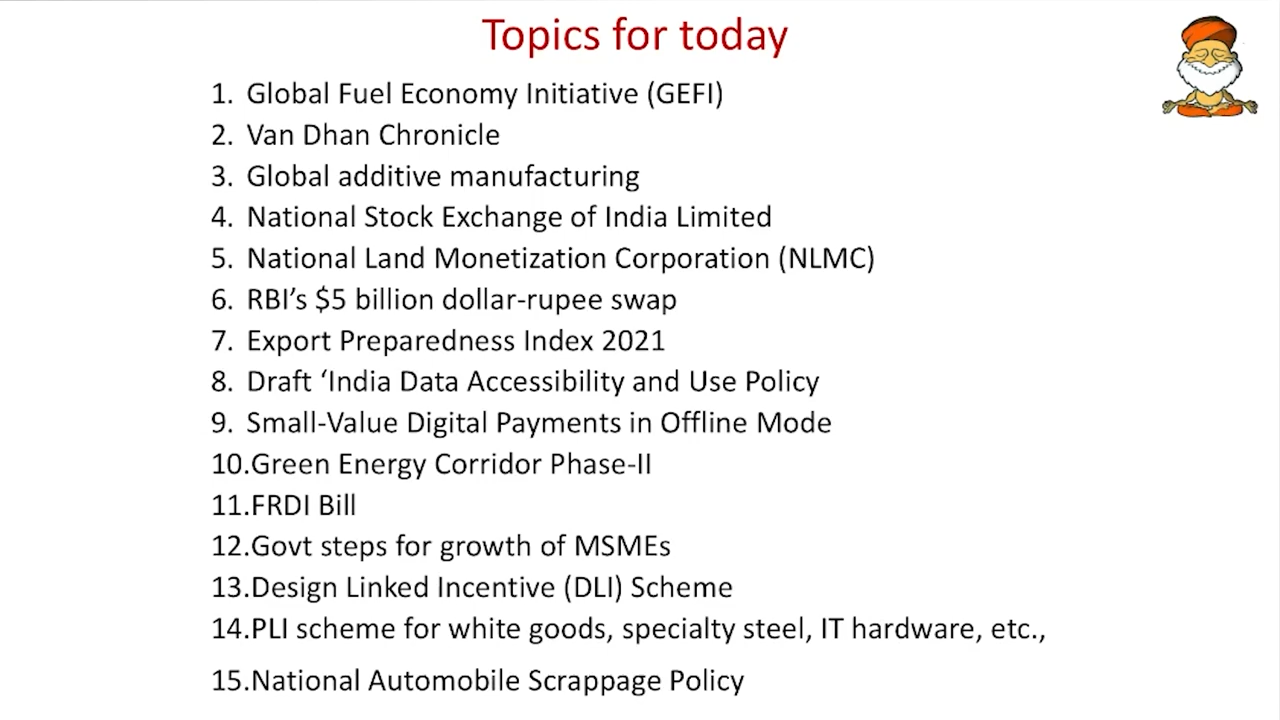 Topics for today
1. Global Fuel Economy Initiative (GEFI)
2. Van Dhan Chronicle
3. Global additive manufacturing
4. National Stock Exchange of India Limited
5. National Land Monetization Corporation (NLMC)
6. RBI’s $5 billion dollar-rupee swap
7. Export Preparedness Index 2021
8. Draft ‘India Data Accessibility and Use Policy
9. Small-Value Digital Payments in Offline Mode
10.Green Energy Corridor Phase-II
11.FRDI Bill
12.Govt steps for growth of MSMEs
13.Design Linked Incentive (DLI) Scheme
14.PLI scheme for white goods, specialty steel, IT hardware, etc.,
15.National Automobile Scrappage Policy